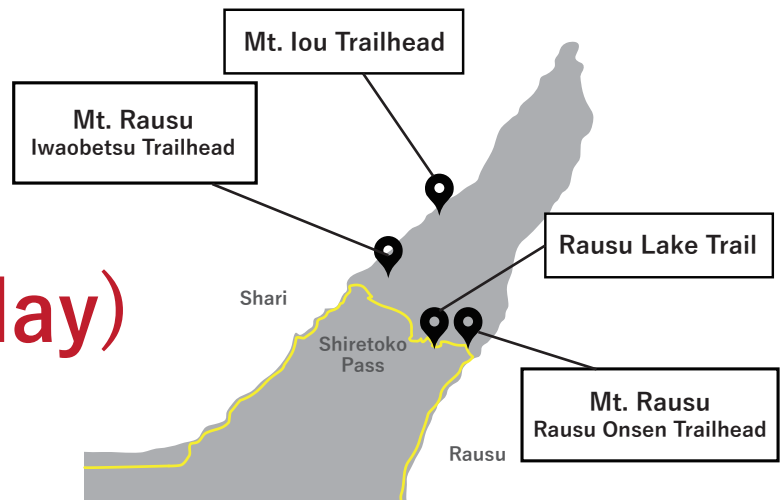 Mt. Iou Trailhead
Mt. Rausu
Iwaobetsu Trailhead
Rausu Lake Trail
lay)
Shari
Shiretoko
Pass
Mt. Rausu
Rausu Onsen Trailhead
Rausu